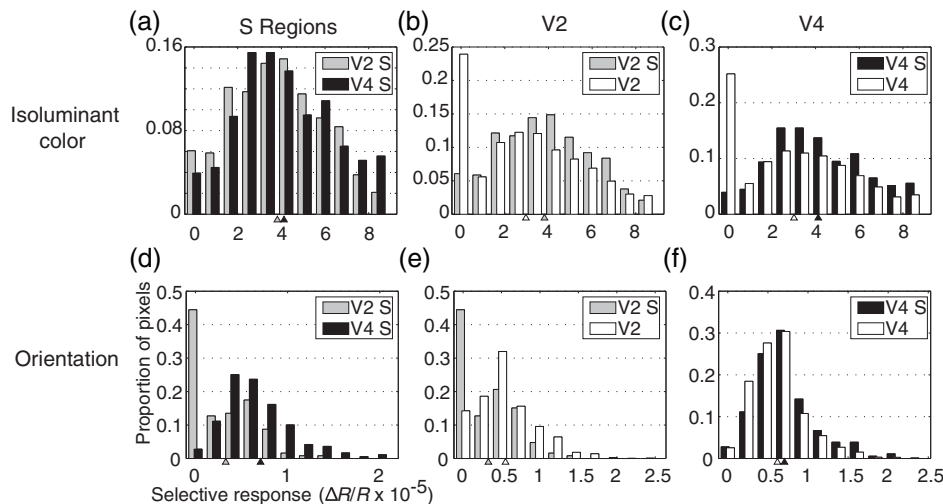 (a) S Regions
(b) V2
(c) V4
Isoluminant
color
0.16
0.08
0
V2 S
V4 S
0 2 4 6 8
0.25
0.20
0.15
0.10
0.05
0
V2 S
V2
0 2 4 6 8
0.4
0.3
0.2
0.1
0
V4 S
V4
0 2 4 6 8
(d)
(e)
(f)
Orientation
Proportion of pixels
0.5
0.4
0.3
0.2
0.1
0
V2 S
V4 S
0 1 2
Selective response (ΔR/R x 10-5)
0.5
0.4
0.3
0.2
0.1
0
V2 S
V2
0 0.5 1 1.5 2 2.5
0.5
0.4
0.3
0.2
0.1
0
V4 S
V4
0 0.5 1 1.5 2 2.5